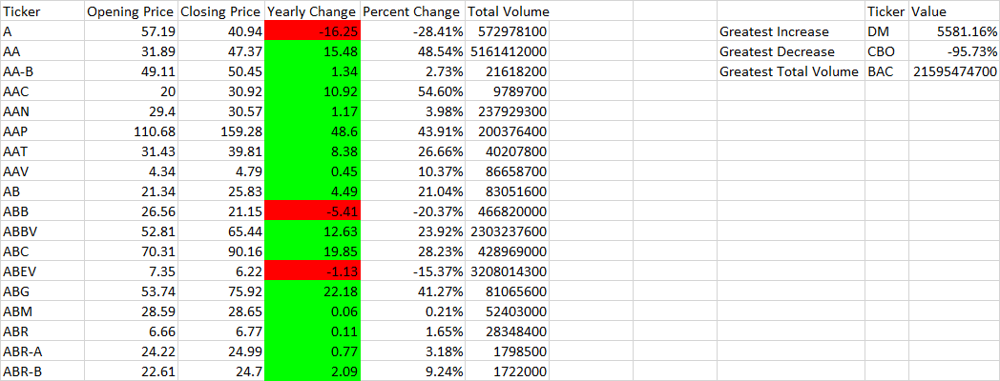 Ticker Opening Price Closing Price Yearly Change Percent Change Total Volume Ticker Value
A 57.19 40.94 -16.25 -28.41% 572978100 Greatest Increase DM 5581.16%
AA 31.89 47.37 15.48 48.54% 5161412000 Greatest Decrease CBO -95.73%
AA-B 49.11 50.45 1.34 2.73% 21618200 Greatest Total Volume BAC 21595474700
AAC 20 30.92 10.92 54.60% 9789700
AAN 29.4 30.57 1.17 3.98% 237929300
AAP 110.68 159.28 48.6 43.91% 200376400
AAT 31.43 39.81 8.38 26.66% 40207800
AAV 4.34 4.79 0.45 10.37% 86658700
AB 21.34 25.83 4.49 21.04% 83051600
ABB 26.56 21.15 -5.41 -20.37% 466820000
ABBV 52.81 65.44 12.63 23.92% 2303237600
ABC 70.31 90.16 19.85 28.23% 428969000
ABEV 7.35 6.22 -1.13 -15.37% 3208014300
ABG 53.74 75.92 22.18 41.27% 81065600
ABM 28.59 28.65 0.06 0.21% 52403000
ABR 6.66 6.77 0.11 1.65% 28348400
ABR-A 24.22 24.99 0.77 3.18% 1798500
ABR-B 22.61 24.7 2.09 9.24% 1722000